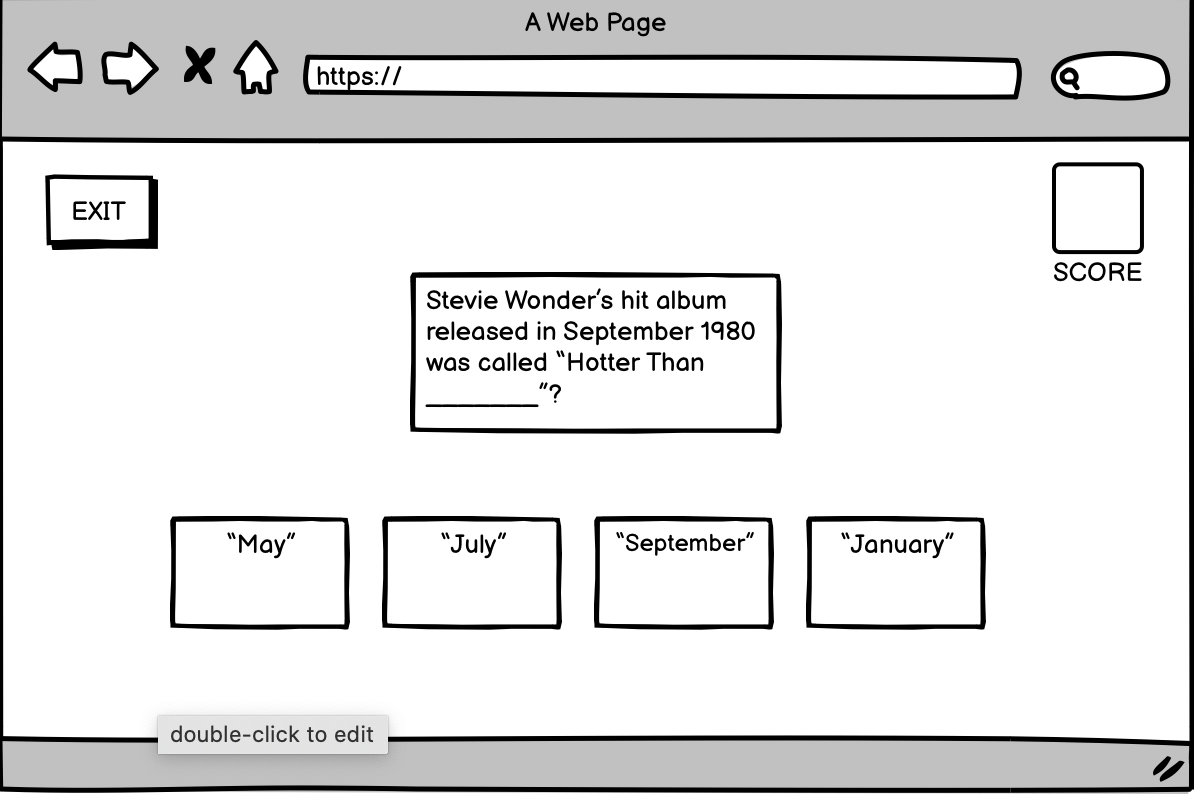 A Web Page
https://
EXIT
SCORE
Stevie Wonder's hit album
released in September 1980
was called "Hotter Than
_________"?
"May"
"July"
"September"
"January"
double-click to edit